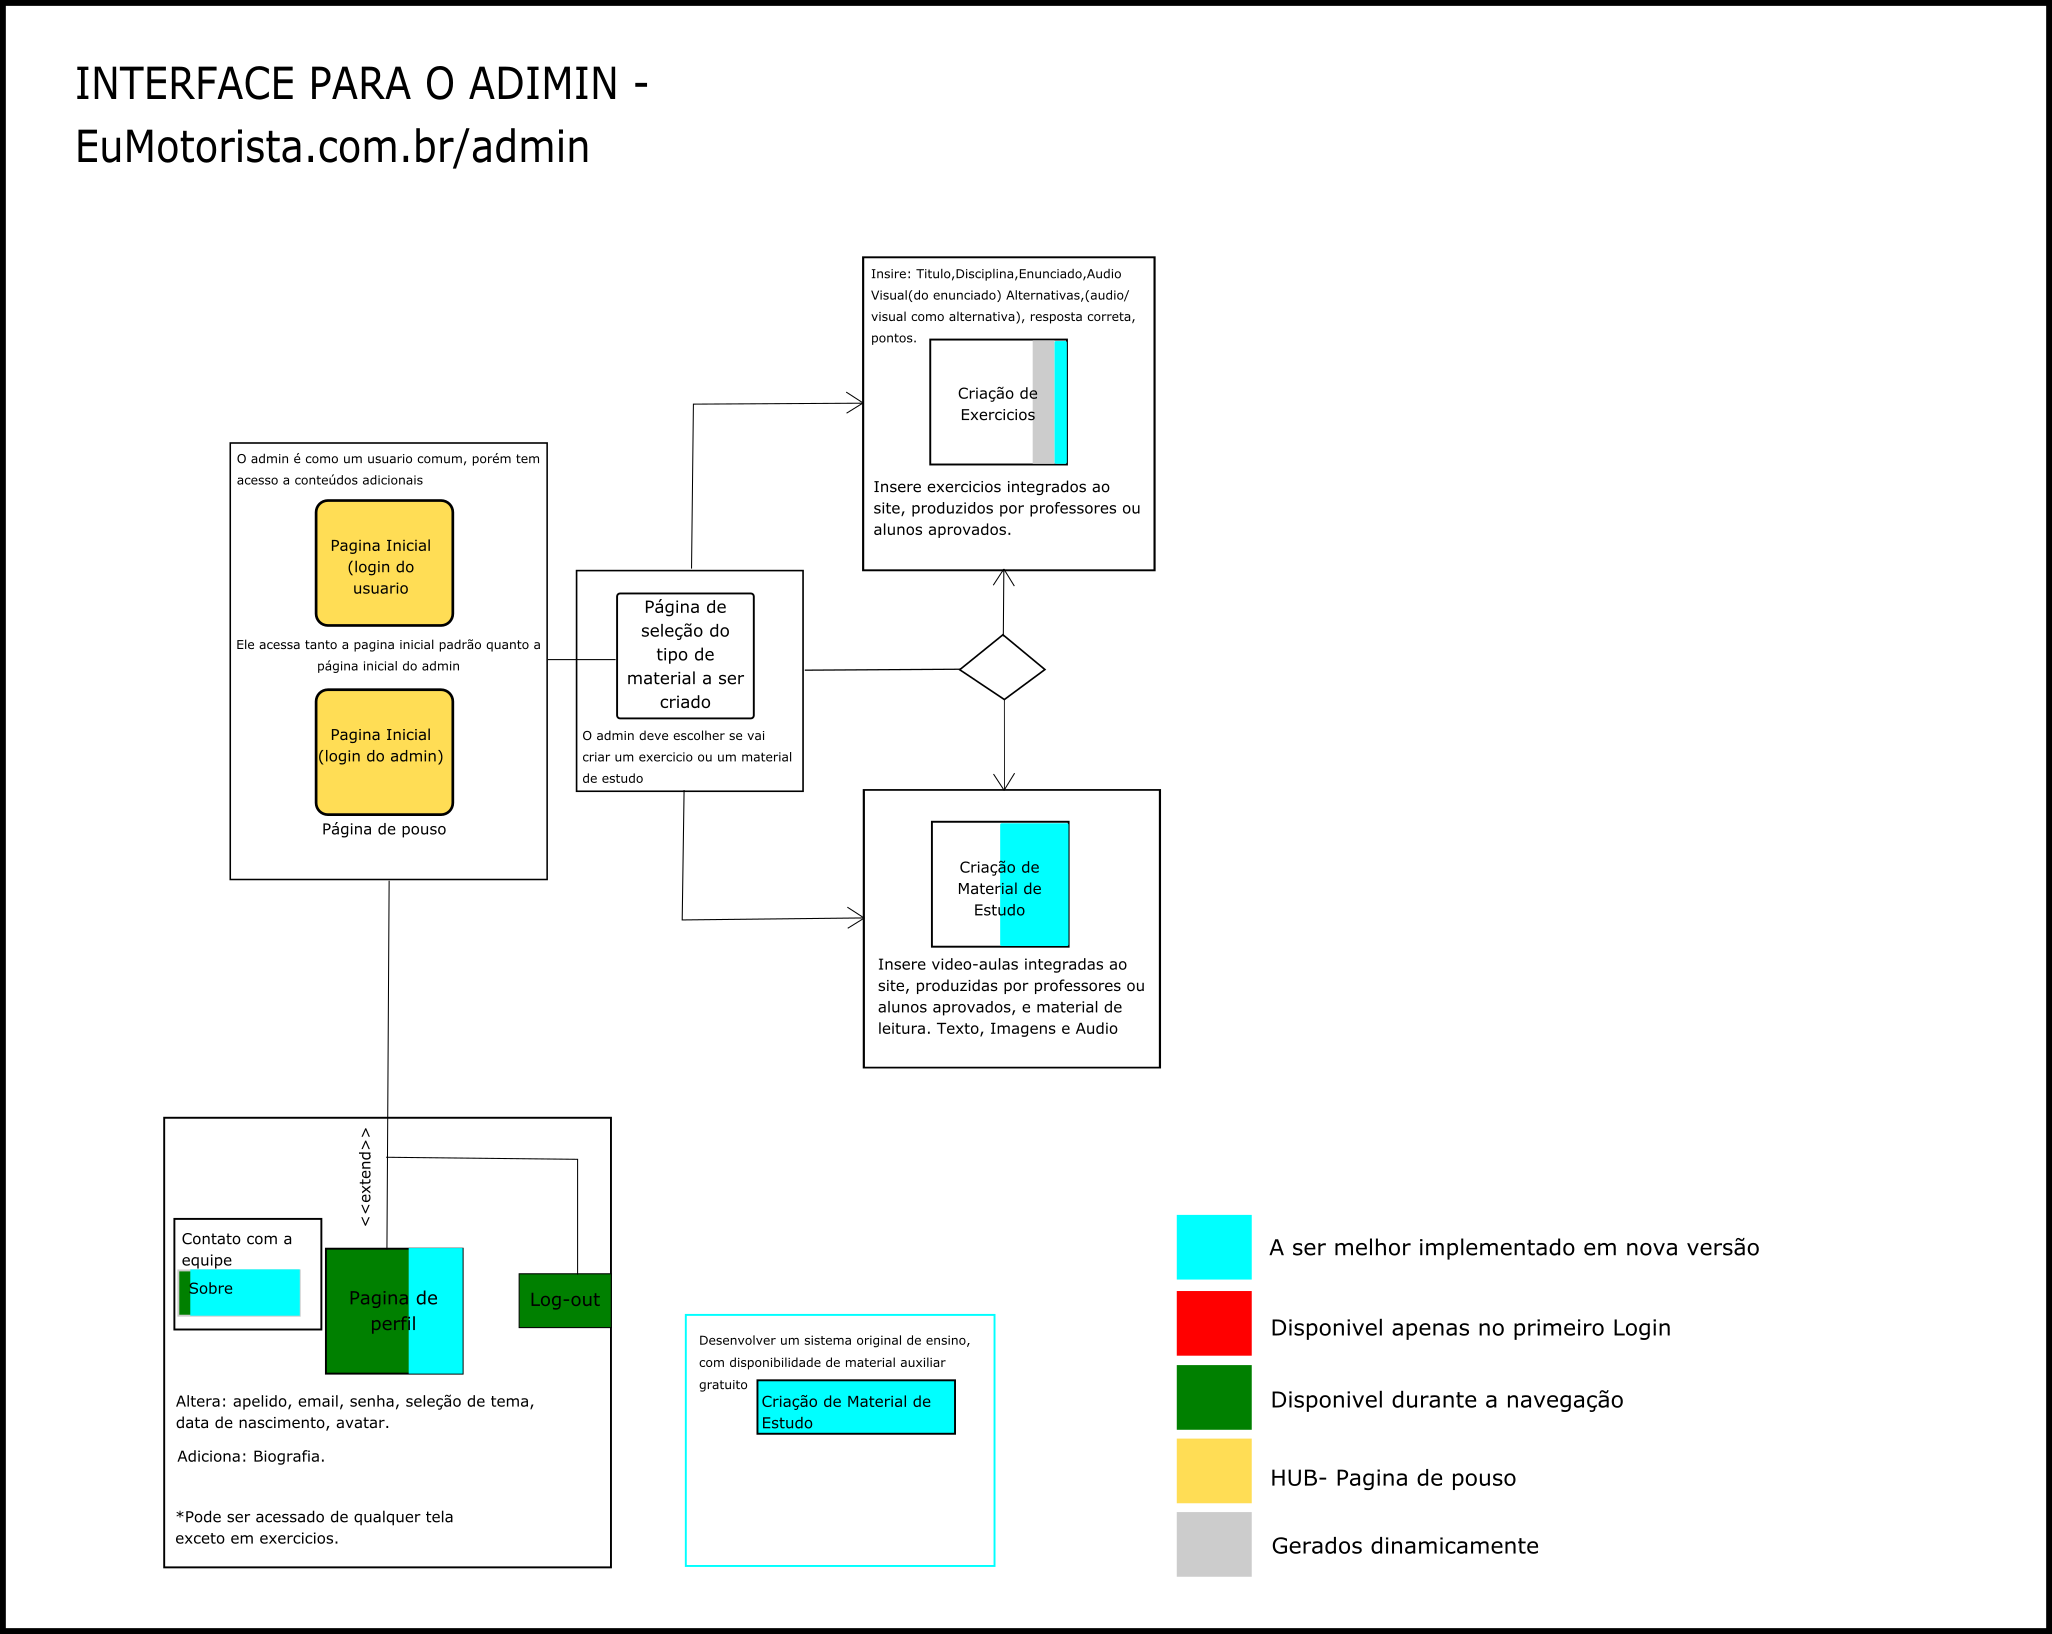 INTERFACE PARA O ADIMIN -
EuMotorista.com.br/admin
Insire: Titulo,Disciplina,Enunciado,Audio
Visual(do enunciado) Alternativas,(audio/
visual como alternativa), resposta correta,
pontos.
Criação de
Exercicios
Insere exercicios integrados ao
site, produzidos por professores ou
alunos aprovados.
O admin é como um usuario comum, porém tem
acesso a conteúdos adicionais
Pagina Inicial
(login do
usuario
Ele acessa tanto a pagina inicial padrão quanto a
página inicial do admin
Pagina Inicial
(login do admin)
Página de pouso
Página de
seleção do
tipo de
material a ser
criado
O admin deve escolher se vai
criar um exercicio ou um material
de estudo
Criação de
Material de
Estudo
Insere video-aulas integradas ao
site, produzidas por professores ou
alunos aprovados, e material de
leitura. Texto, Imagens e Audio
<<extend>>
Contato com a
equipe
Sobre
Pagina de
perfil
Log-out
Altera: apelido, email, senha, seleção de tema,
data de nascimento, avatar.
Adiciona: Biografia.
*Pode ser acessado de qualquer tela
exceto em exercicios.
Desenvolver um sistema original de ensino,
com disponibilidade de material auxiliar
gratuito
Criação de Material de
Estudo
A ser melhor implementado em nova versão
Disponivel apenas no primeiro Login
Disponivel durante a navegação
HUB- Pagina de pouso
Gerados dinamicamente